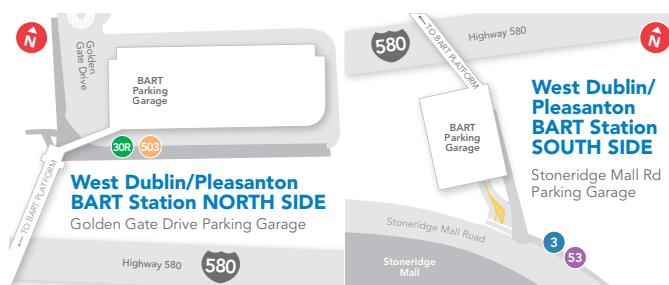 N
Golden
Gate Drive
BART
Parking
Garage
30R
503
← TO BART PLATFORM
West Dublin/Pleasanton
BART Station NORTH SIDE
Golden Gate Drive Parking Garage
Highway 580
580
← TO BART PLATFORM
580
Highway 580
N
West Dublin/
Pleasanton
BART Station
SOUTH SIDE
Stoneridge Mall Rd
Parking Garage
BART
Parking
Garage
Stoneridge Mall Road
3
53
Stoneridge
Mall